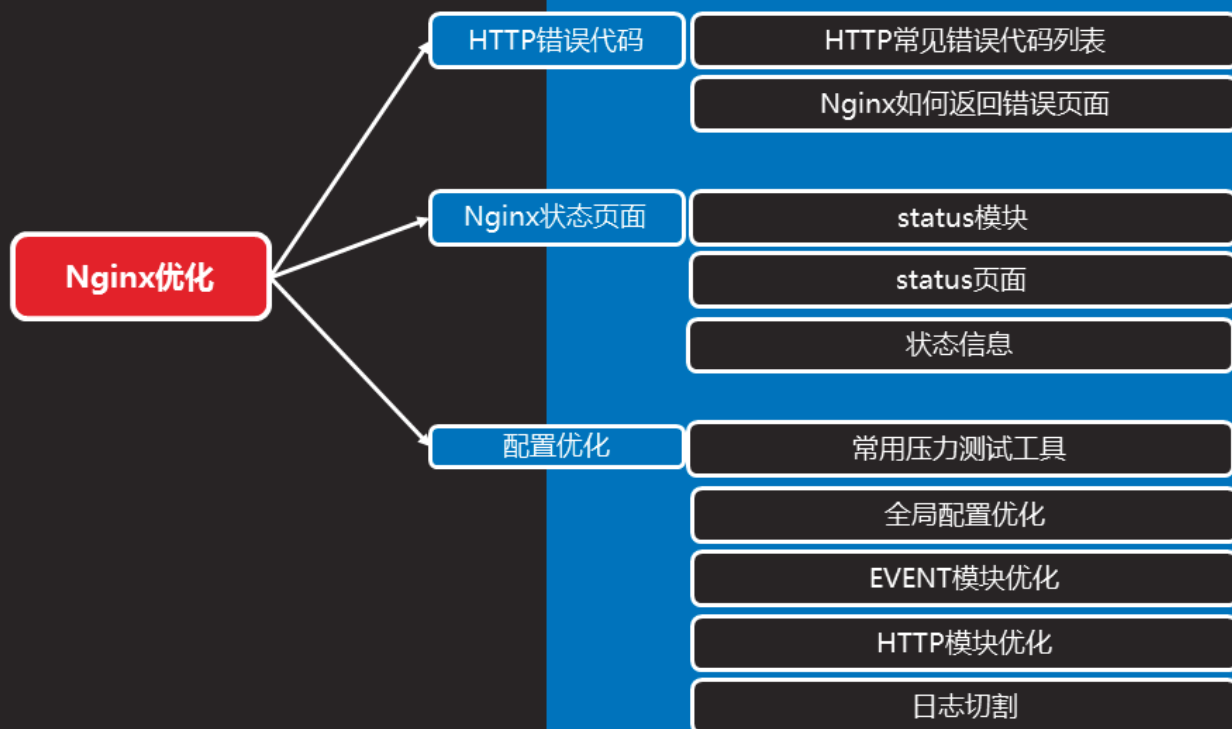 Nginx优化
HTTP错误代码
HTTP常见错误代码列表
Nginx如何返回错误页面
Nginx状态页面
status模块
status页面
状态信息
配置优化
常用压力测试工具
全局配置优化
EVENT模块优化
HTTP模块优化
日志切割